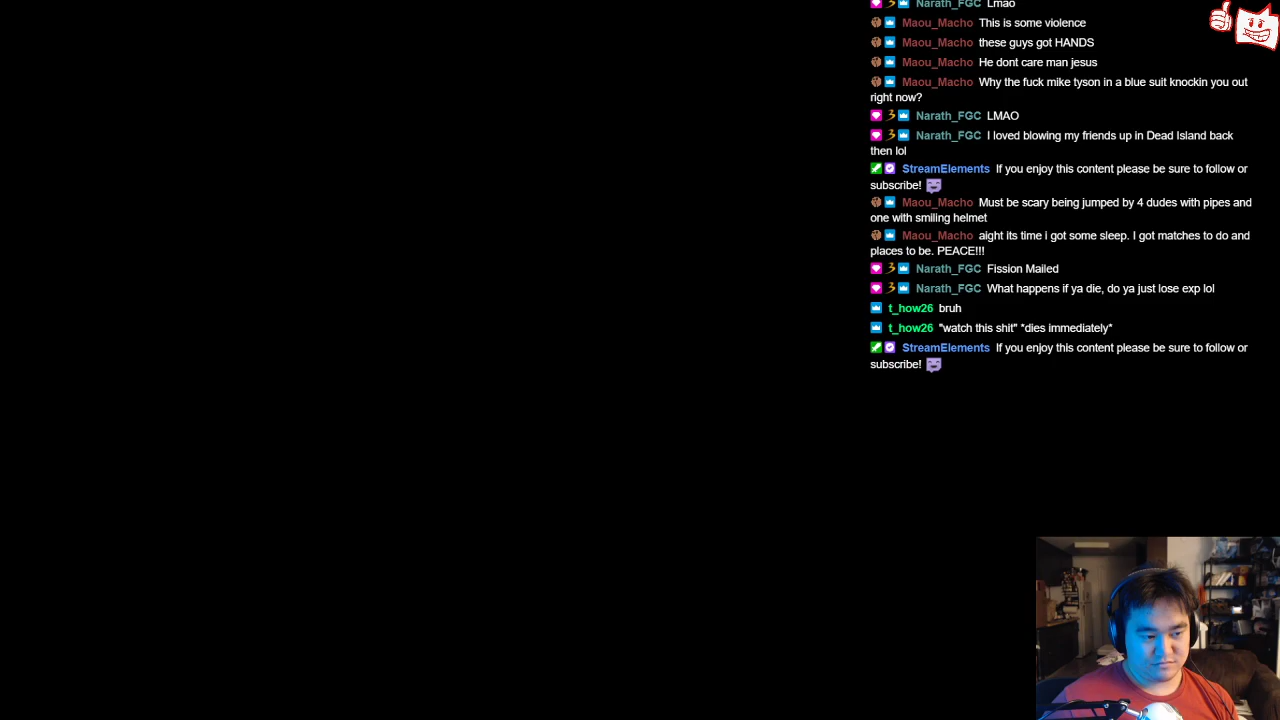 Narath_FGC Lmao
Maou_Macho This is some violence
Maou_Macho these guys got HANDS
Maou_Macho He dont care man jesus
Maou_Macho Why the fuck mike tyson in a blue suit knockin you out
right now?
Narath_FGC LMAO
Narath_FGC I loved blowing my friends up in Dead Island back
then lol
StreamElements If you enjoy this content please be sure to follow or
subscribe!
Maou_Macho Must be scary being jumped by 4 dudes with pipes and
one with smiling helmet
Maou_Macho aight its time i got some sleep. I got matches to do and
places to be. PEACE!!!
Narath_FGC Fission Mailed
Narath_FGC What happens if ya die, do ya just lose exp lol
t_how26 bruh
t_how26 "watch this shit" *dies immediately*
StreamElements If you enjoy this content please be sure to follow or
subscribe!